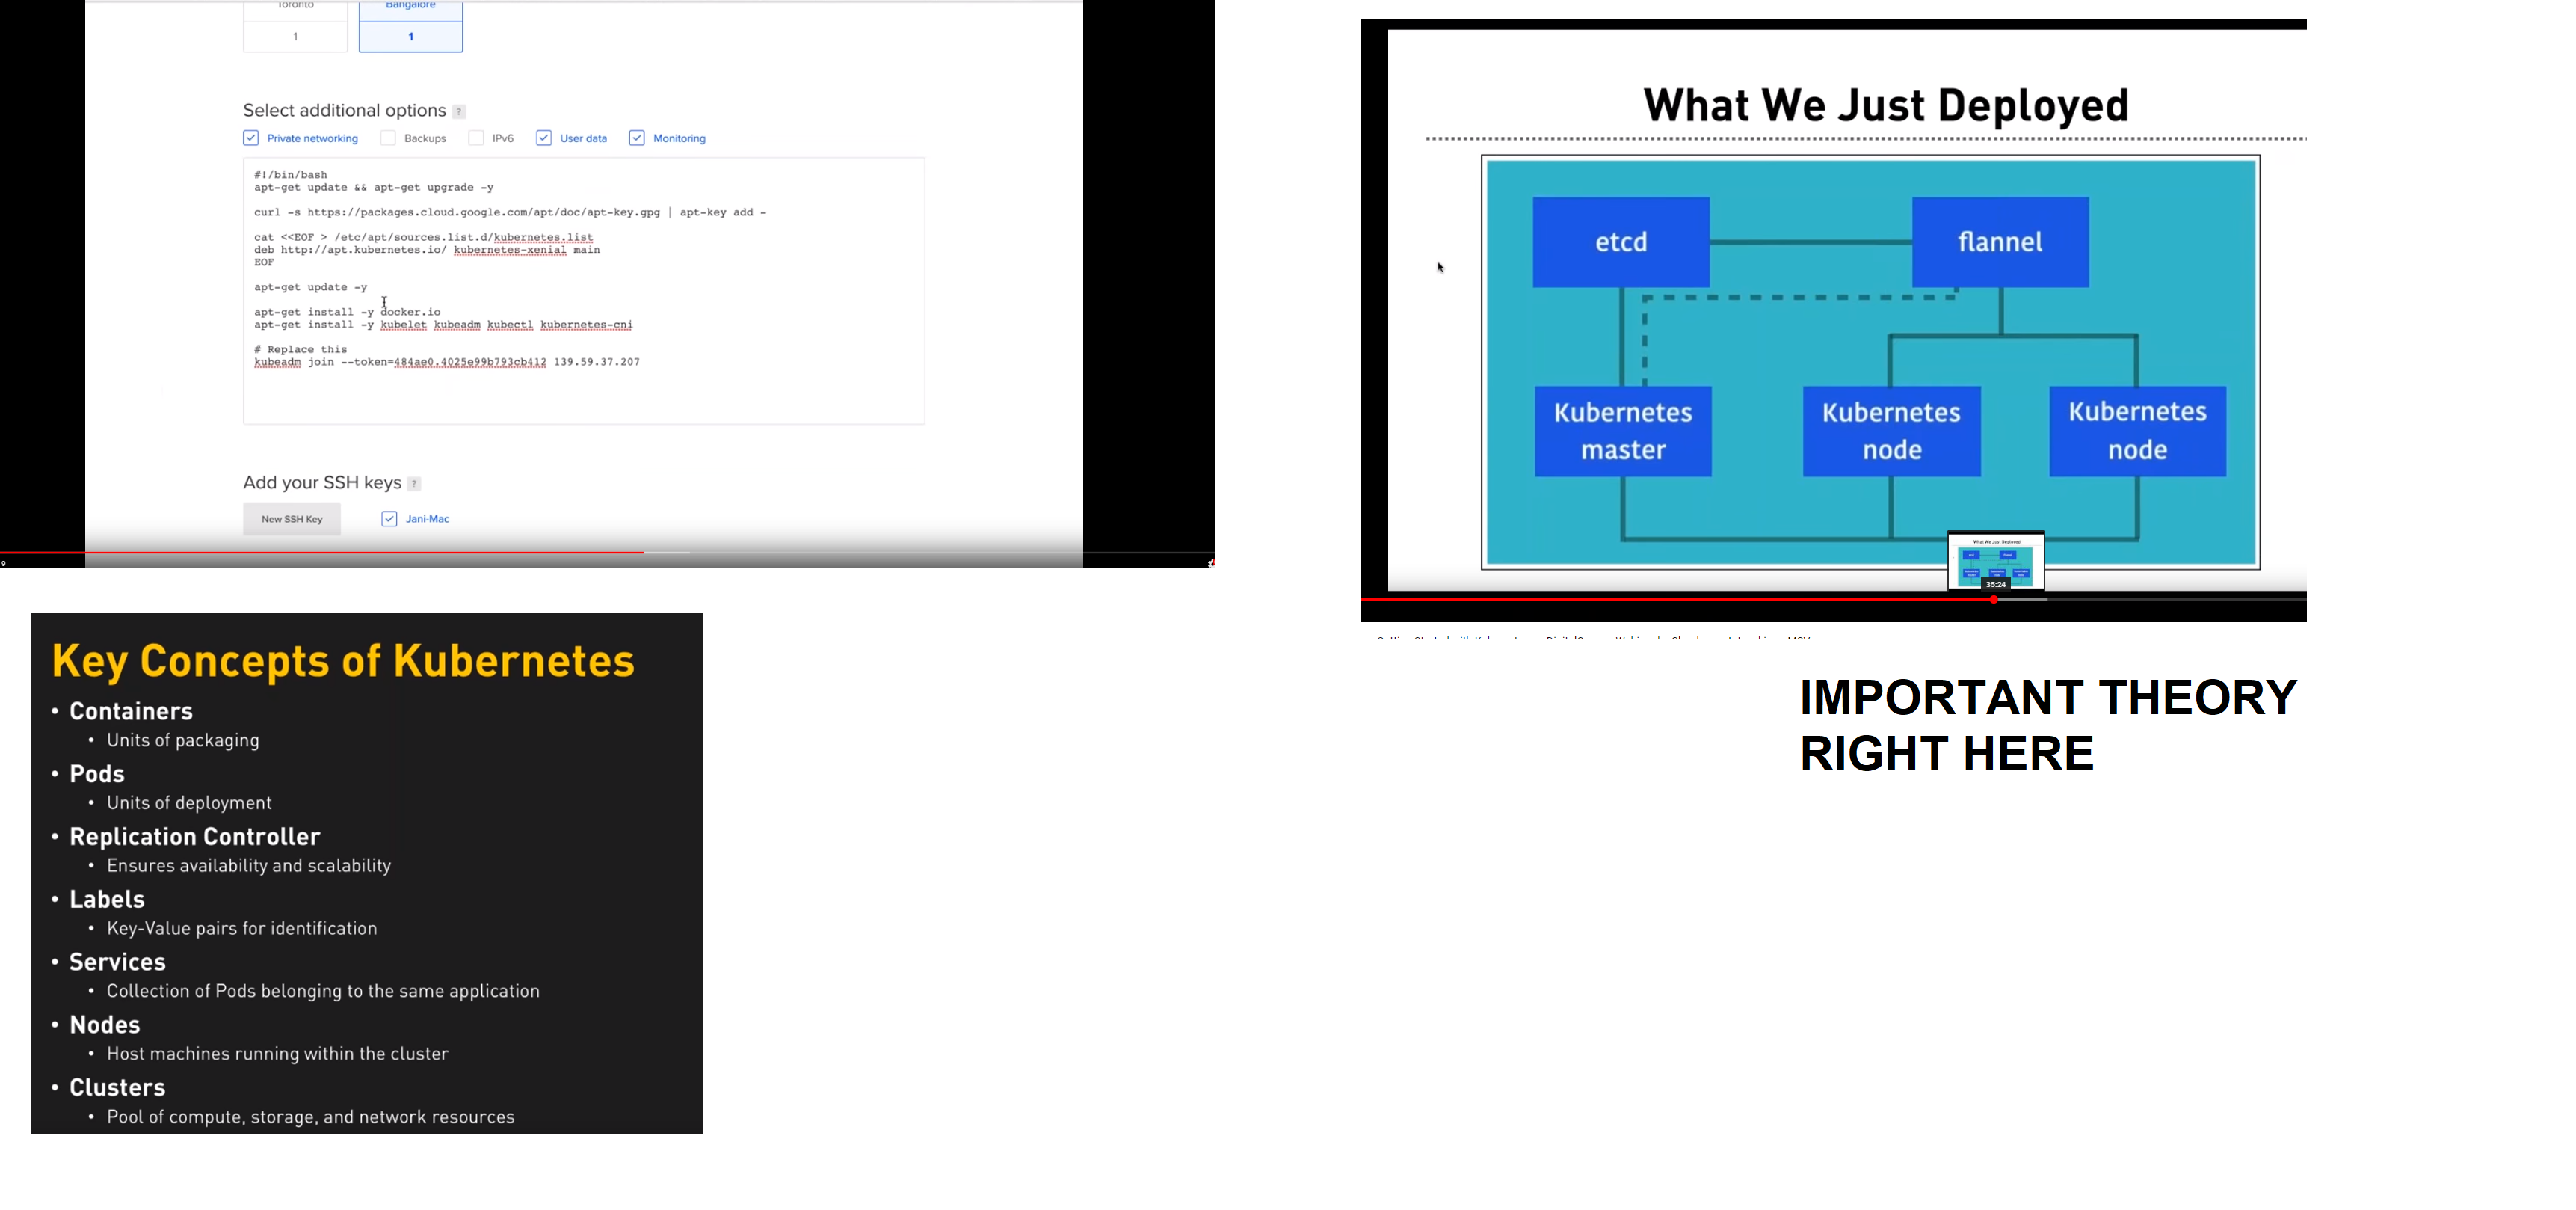 Toronto
Bangalore
1
1
Select additional options ?
Private networking
Backups
IPv6
User data
Monitoring
#!/bin/bash
apt-get update && apt-get upgrade -y
curl -s https://packages.cloud.google.com/apt/doc/apt-key.gpg | apt-key add -
cat <<EOF > /etc/apt/sources.list.d/kubernetes.list
deb http://apt.kubernetes.io/ kubernetes-xenial main
EOF
apt-get update -y
apt-get install -y docker.io
apt-get install -y kubelet kubeadm kubectl kubernetes-cni
# Replace this
kubeadm join --token=484ae0.4025e99b793cb412 139.59.37.207
Add your SSH keys ?
New SSH Key
Jani-Mac
9
What We Just Deployed
etcd
flannel
Kubernetes
master
Kubernetes
node
Kubernetes
node
What We Just Deployed
35:24
IMPORTANT THEORY
RIGHT HERE
Key Concepts of Kubernetes
• Containers
• Units of packaging
• Pods
• Units of deployment
• Replication Controller
• Ensures availability and scalability
• Labels
• Key-Value pairs for identification
• Services
• Collection of Pods belonging to the same application
• Nodes
• Host machines running within the cluster
• Clusters
• Pool of compute, storage, and network resources